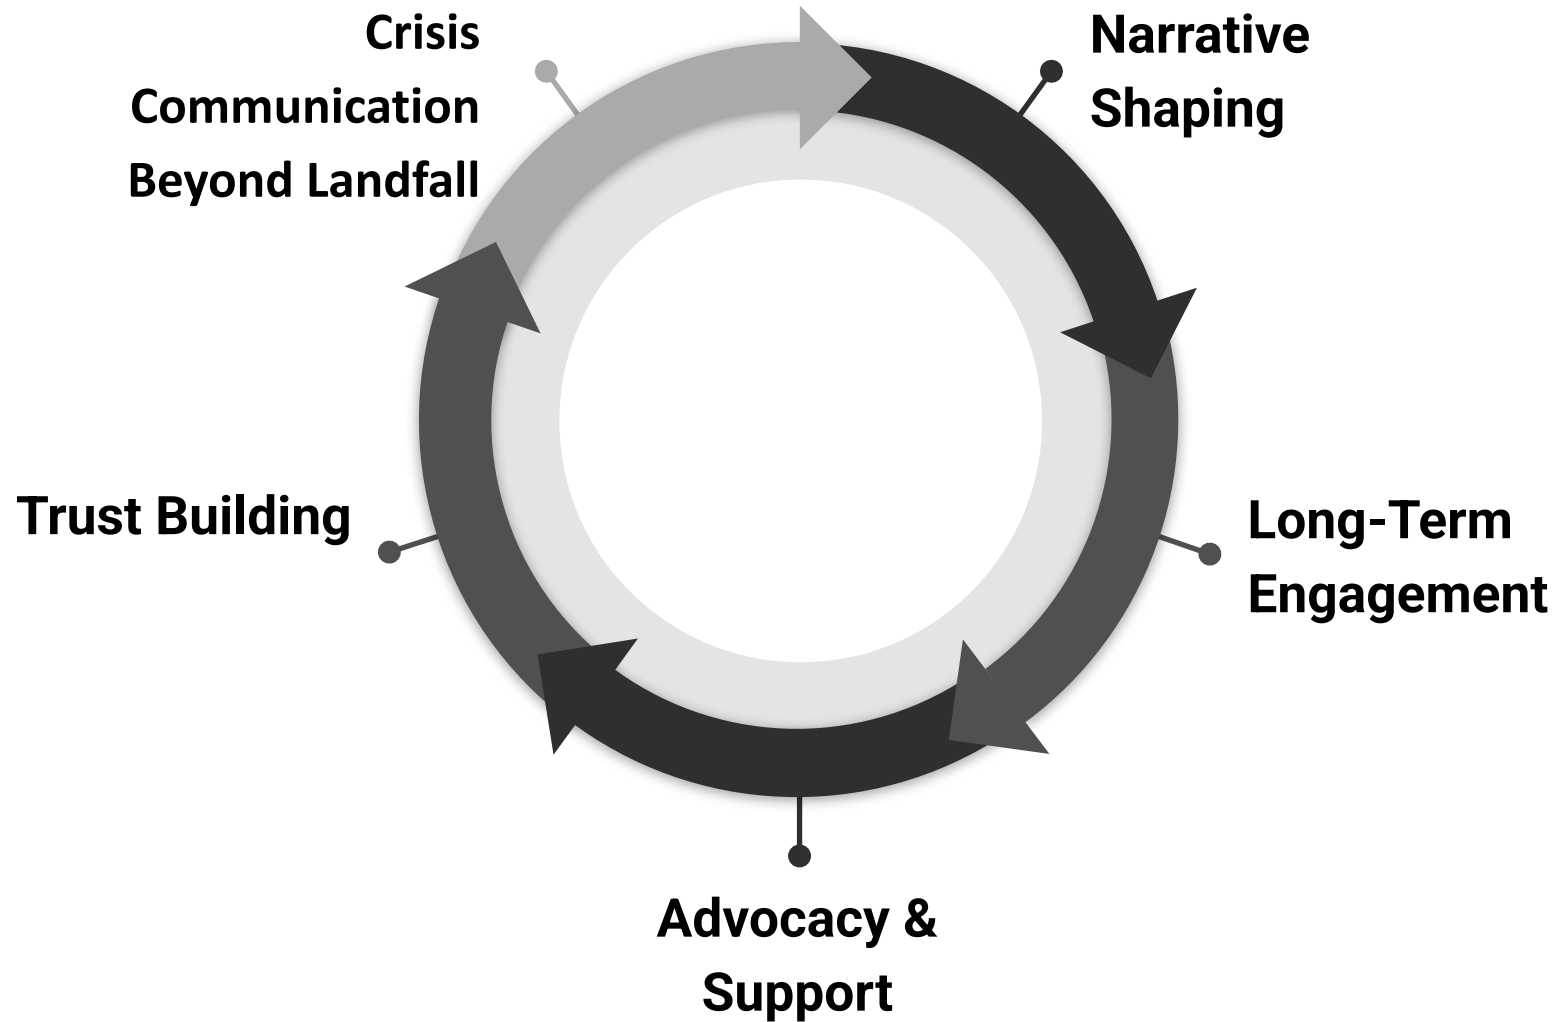 Crisis
Communication
Beyond Landfall
Narrative
Shaping
Trust Building
Long-Term
Engagement
Advocacy &
Support